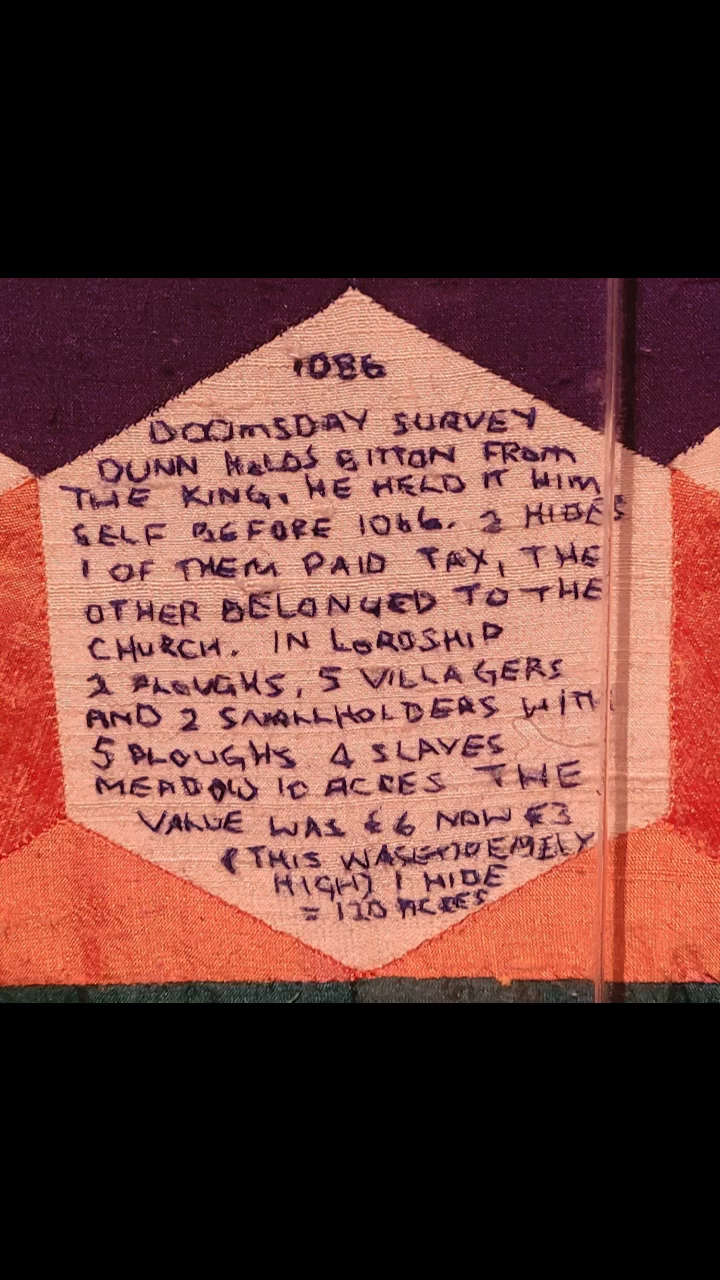 1086
DOOMSDAY SURVEY
DUNN HOLDS BITTON FROM
THE KING. HE HELD IT HIM
SELF BEFORE 1066. 2 HIDES
1 OF THEM PAID TAX, THE
OTHER BELONGED TO THE
CHURCH. IN LORDSHIP
2 PLOUGHS, 5 VILLAGERS
AND 2 SMALLHOLDERS WITH
5 PLOUGHS 4 SLAVES
MEADOW 10 ACRES THE
VALUE WAS £6 NOW £3
(THIS WAS
HIGH) 1 HIDE
= 120 ACRES